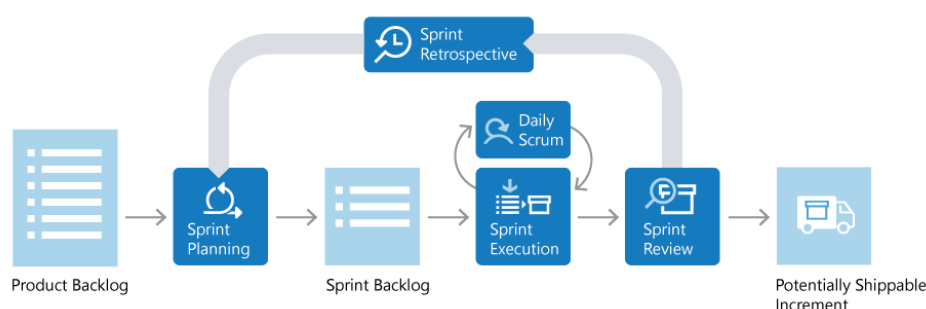 Sprint
Retrospective
Daily
Scrum
Sprint
Planning
Sprint
Execution
Sprint
Review
Product Backlog
Sprint Backlog
Potentially Shippable
Increment